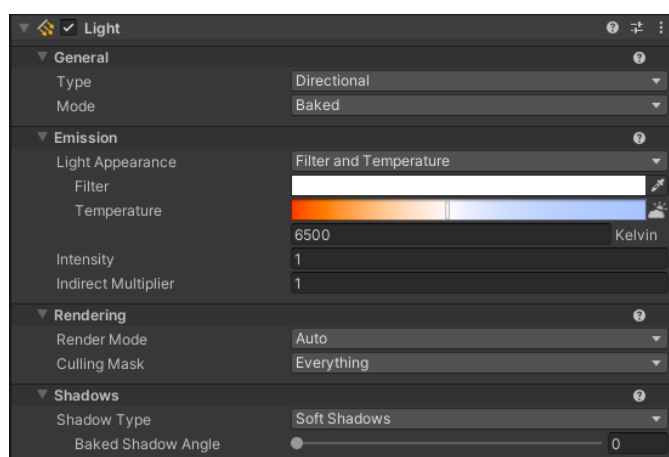 Light
General
Type Directional
Mode Baked
Emission
Light Appearance Filter and Temperature
Filter
Temperature
6500 Kelvin
Intensity 1
Indirect Multiplier 1
Rendering
Render Mode Auto
Culling Mask Everything
Shadows
Shadow Type Soft Shadows
Baked Shadow Angle 0